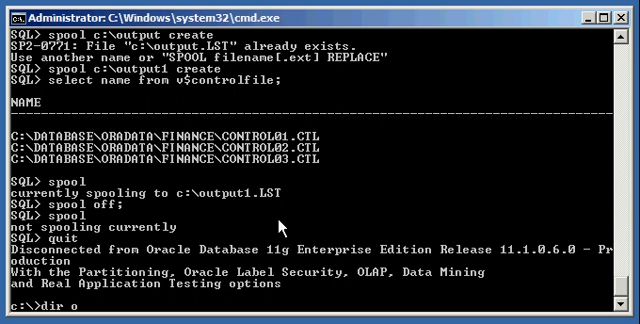 Administrator: C:\Windows\system32\cmd.exe
SQL> spool c:\output create
SP2-0771: File "c:\output.LST" already exists.
Use another name or "SPOOL filename[.ext] REPLACE"
SQL> spool c:\output1 create
SQL> select name from v$controlfile;
NAME
--------------------------------------------------------------------------------
C:\DATABASE\ORADATA\FINANCE\CONTROL01.CTL
C:\DATABASE\ORADATA\FINANCE\CONTROL02.CTL
C:\DATABASE\ORADATA\FINANCE\CONTROL03.CTL
SQL> spool
currently spooling to c:\output1.LST
SQL> spool off;
SQL> spool
not spooling currently
SQL> quit
Disconnected from Oracle Database 11g Enterprise Edition Release 11.1.0.6.0 - Pr
oduction
With the Partitioning, Oracle Label Security, OLAP, Data Mining
and Real Application Testing options
c:\>dir o